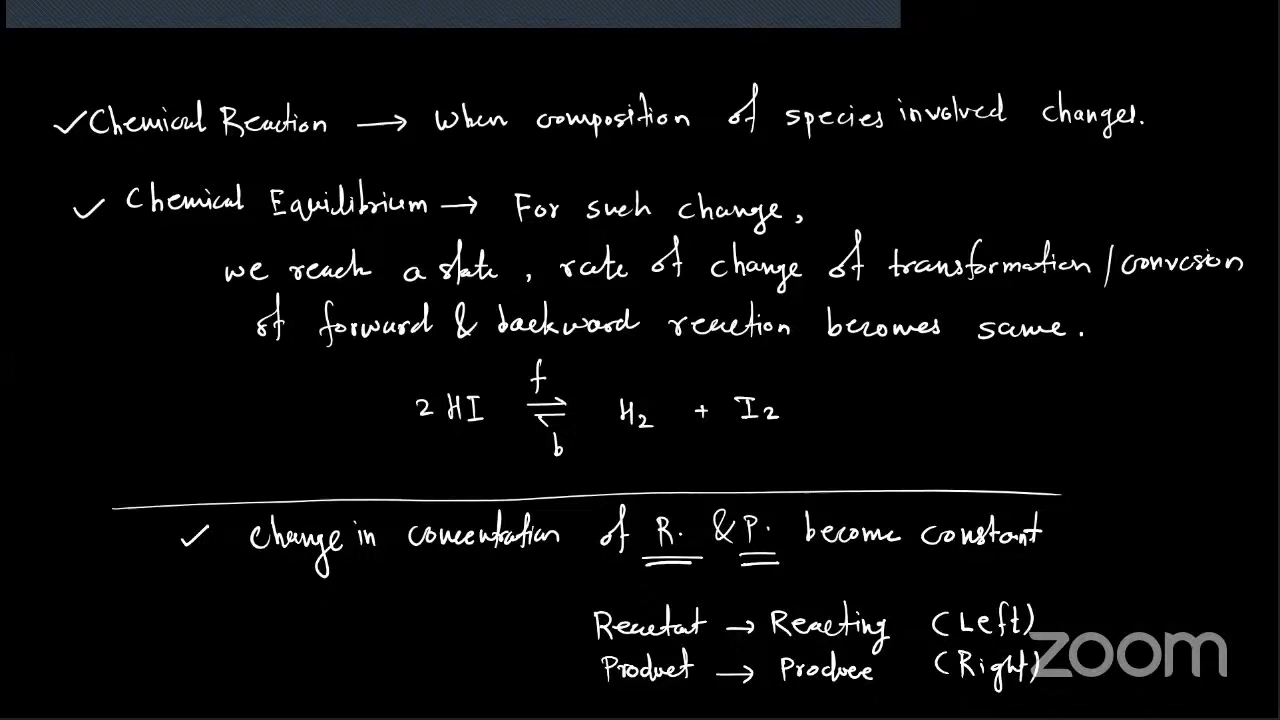 ✓ Chemical Reaction → When composition of species involved changes.
✓ Chemical Equilibrium → For such change,
we reach a state, rate of change of transformation/conversion
of forward & backward reaction becomes same.
f
2 HI ⇌ H2 + I2
b
✓ change in concentration of R. & P. become constant
Reactat → Reacting (Left)
Product → Produce (Right)
zoom